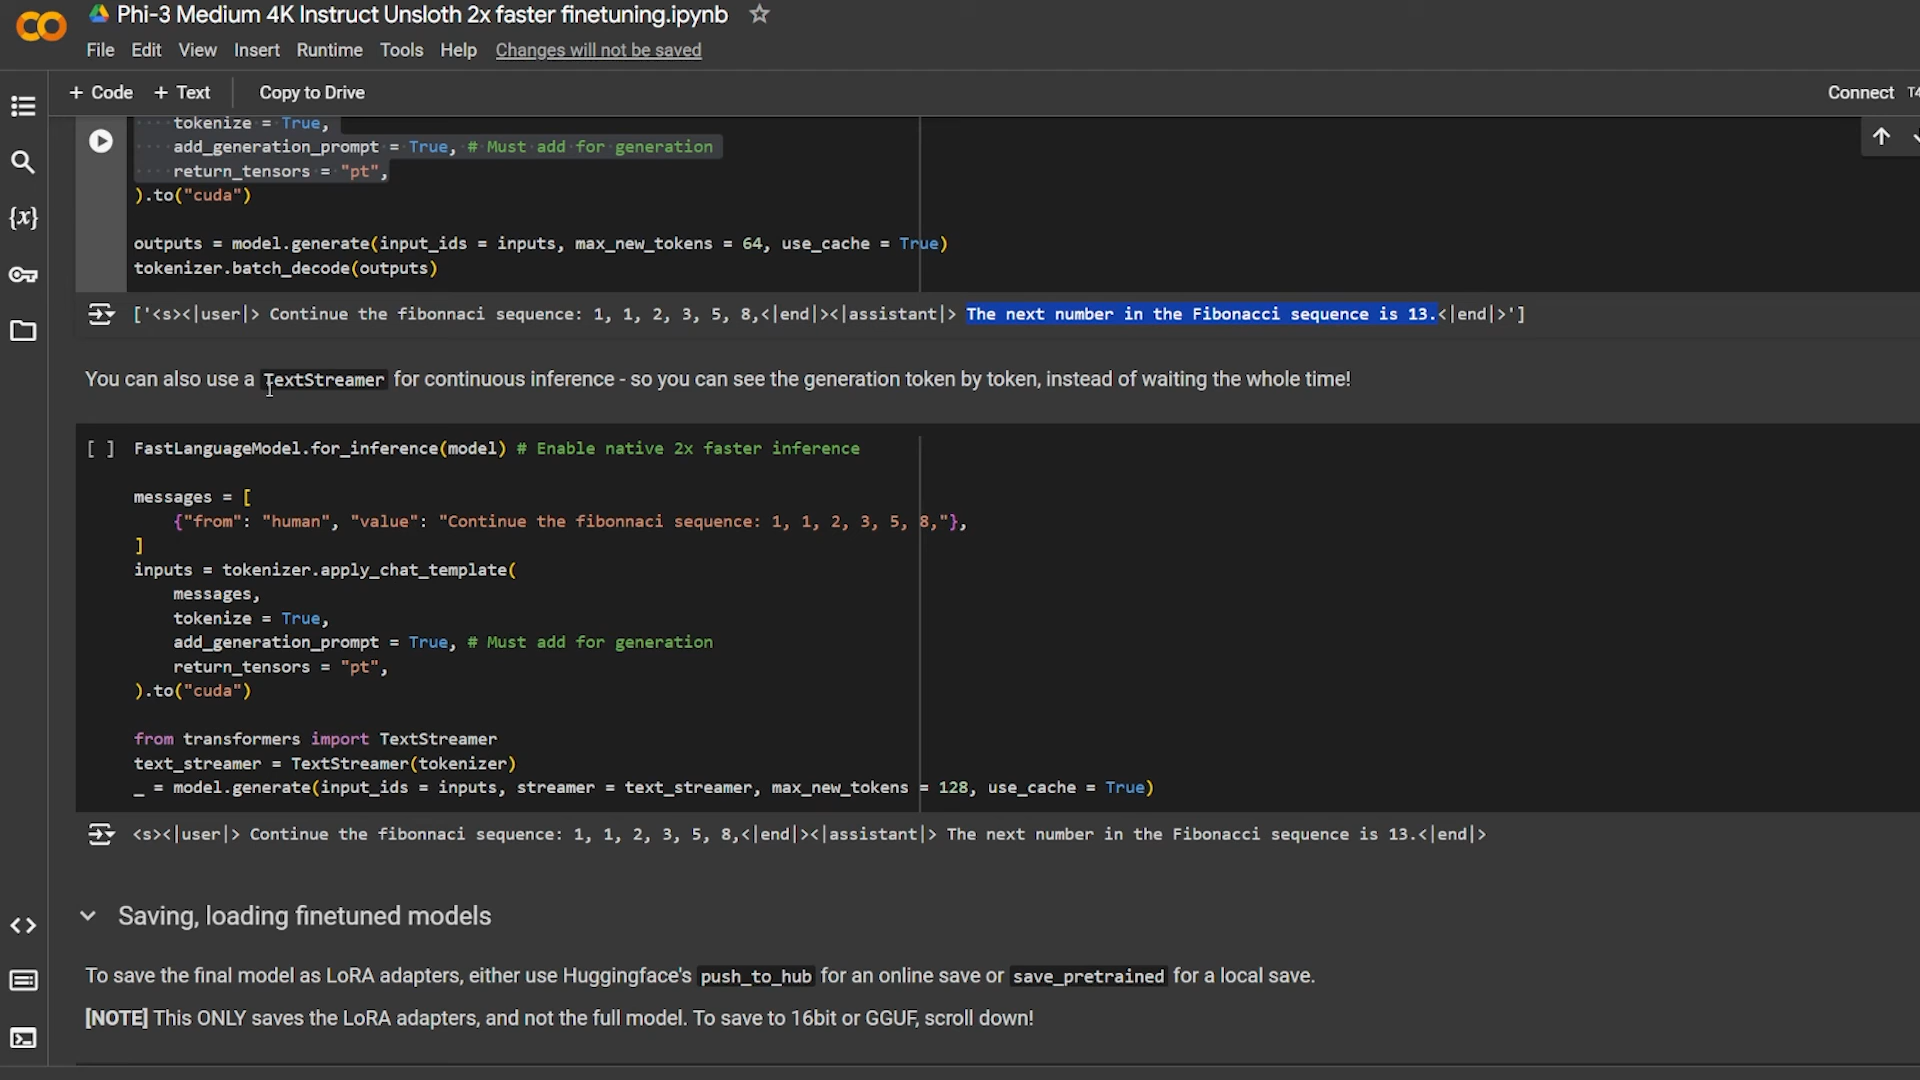 Phi-3 Medium 4K Instruct Unsloth 2x faster finetuning.ipynb
File Edit View Insert Runtime Tools Help Changes will not be saved
+ Code + Text Copy to Drive Connect T4
tokenize = True,
add_generation_prompt = True, # Must add for generation
return_tensors = "pt",
).to("cuda")
outputs = model.generate(input_ids = inputs, max_new_tokens = 64, use_cache = True)
tokenizer.batch_decode(outputs)
['<s><|user|> Continue the fibonnaci sequence: 1, 1, 2, 3, 5, 8,<|end|><|assistant|> The next number in the Fibonacci sequence is 13.<|end|>']
You can also use a TextStreamer for continuous inference - so you can see the generation token by token, instead of waiting the whole time!
[ ] FastLanguageModel.for_inference(model) # Enable native 2x faster inference
messages = [
{"from": "human", "value": "Continue the fibonnaci sequence: 1, 1, 2, 3, 5, 8,"},
]
inputs = tokenizer.apply_chat_template(
messages,
tokenize = True,
add_generation_prompt = True, # Must add for generation
return_tensors = "pt",
).to("cuda")
from transformers import TextStreamer
text_streamer = TextStreamer(tokenizer)
_ = model.generate(input_ids = inputs, streamer = text_streamer, max_new_tokens = 128, use_cache = True)
<s><|user|> Continue the fibonnaci sequence: 1, 1, 2, 3, 5, 8,<|end|><|assistant|> The next number in the Fibonacci sequence is 13.<|end|>
Saving, loading finetuned models
To save the final model as LoRA adapters, either use Huggingface's push_to_hub for an online save or save_pretrained for a local save.
[NOTE] This ONLY saves the LoRA adapters, and not the full model. To save to 16bit or GGUF, scroll down!